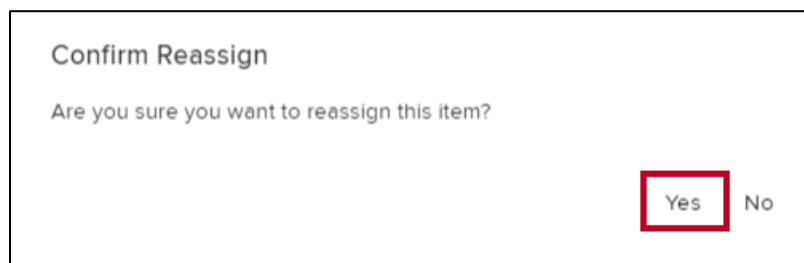 Confirm Reassign
Are you sure you want to reassign this item?
Yes No